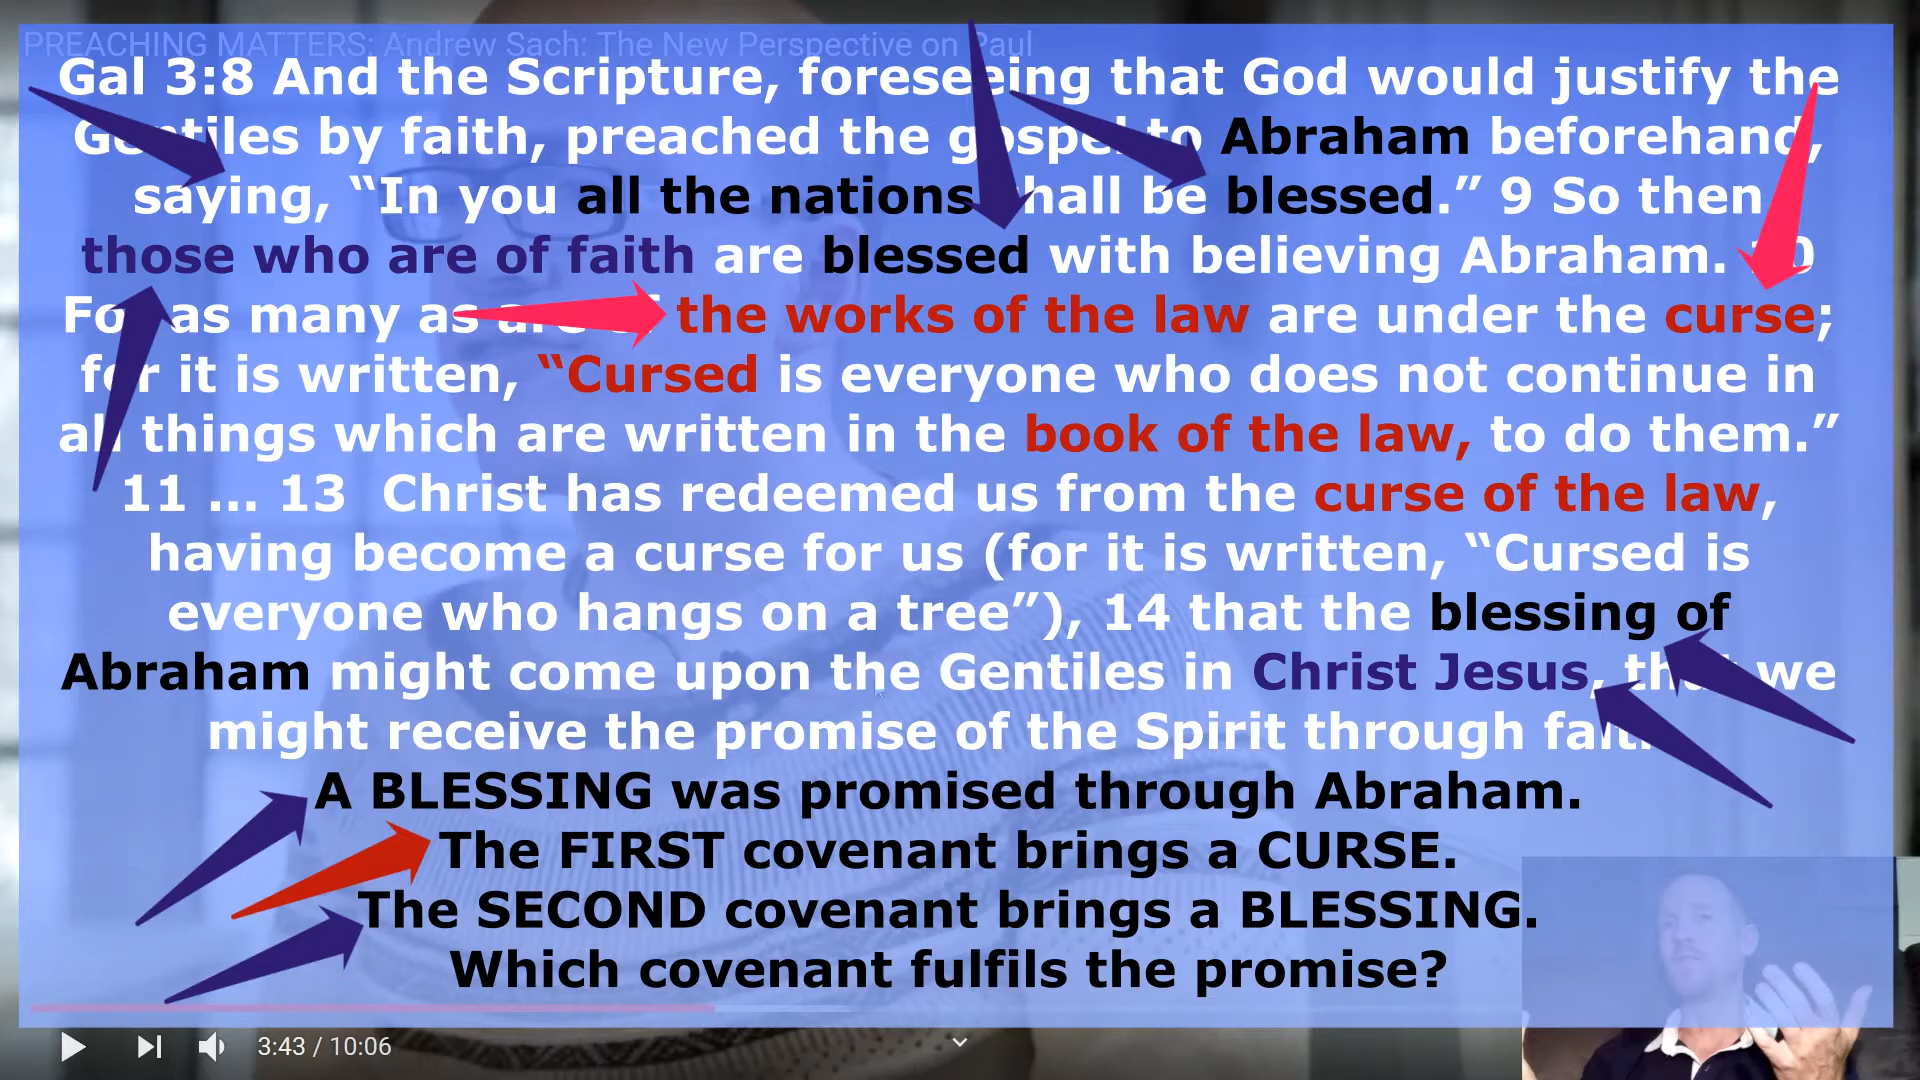 PREACHING MATTERS: Andrew Sach: The New Perspective on Paul
Gal 3:8 And the Scripture, foreseeing that God would justify the
Gentiles by faith, preached the gospel to Abraham beforehand,
saying, “In you all the nations shall be blessed.” 9 So then
those who are of faith are blessed with believing Abraham. 10
For as many as are of the works of the law are under the curse;
for it is written, “Cursed is everyone who does not continue in
all things which are written in the book of the law, to do them.”
11 ... 13 Christ has redeemed us from the curse of the law,
having become a curse for us (for it is written, “Cursed is
everyone who hangs on a tree”), 14 that the blessing of
Abraham might come upon the Gentiles in Christ Jesus, that we
might receive the promise of the Spirit through faith.
A BLESSING was promised through Abraham.
The FIRST covenant brings a CURSE.
The SECOND covenant brings a BLESSING.
Which covenant fulfils the promise?
3:43 / 10:06